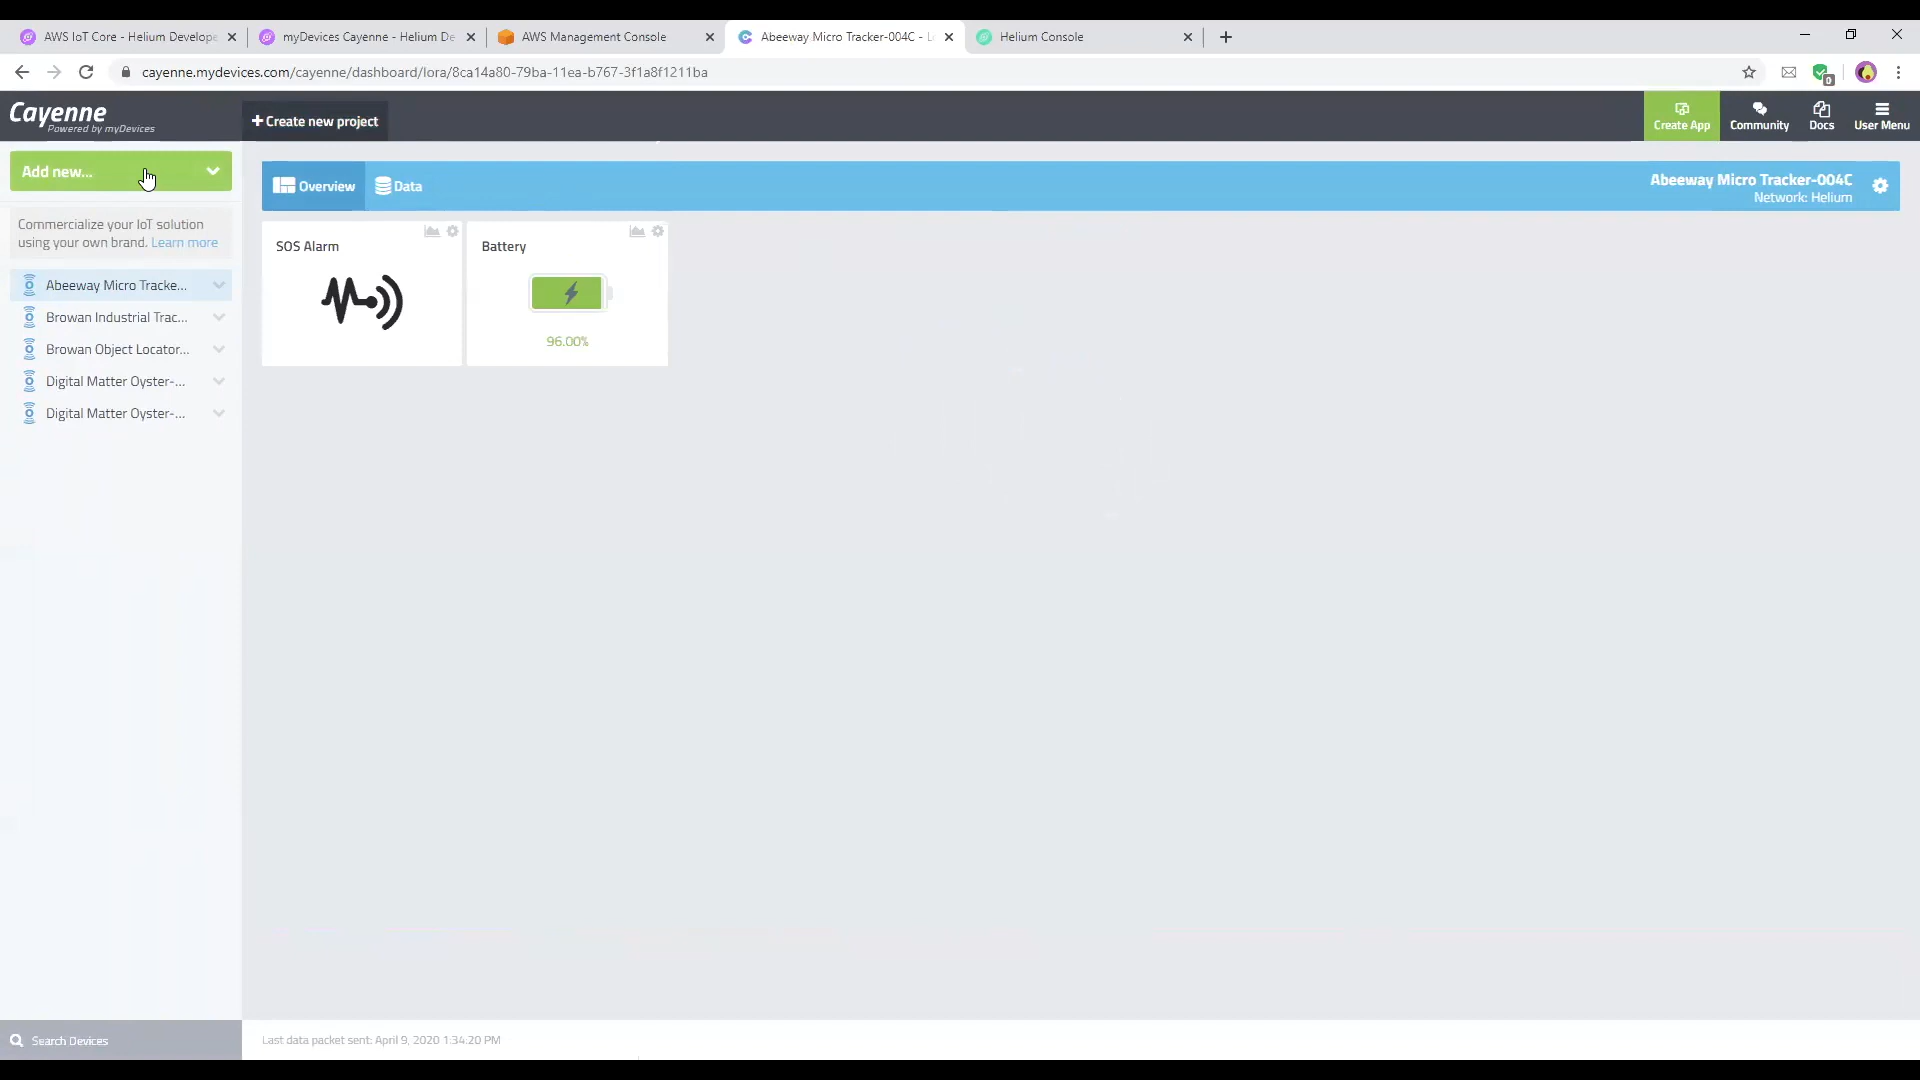 AWS IoT Core - Helium Develope
myDevices Cayenne - Helium De
AWS Management Console
Abeeway Micro Tracker-004C - L
Helium Console
cayenne.mydevices.com/cayenne/dashboard/lora/8ca14a80-79ba-11ea-b767-3f1a8f1211ba
0
Cayenne
Powered by myDevices
+ Create new project
Create App
Community
Docs
User Menu
Add new...
Commercialize your IoT solution
using your own brand. Learn more
Abeeway Micro Tracke...
Browan Industrial Trac...
Browan Object Locator...
Digital Matter Oyster-...
Digital Matter Oyster-...
Overview
Data
Abeeway Micro Tracker-004C
Network: Helium
SOS Alarm
Battery
96.00%
Search Devices
Last data packet sent: April 9, 2020 1:34:20 PM